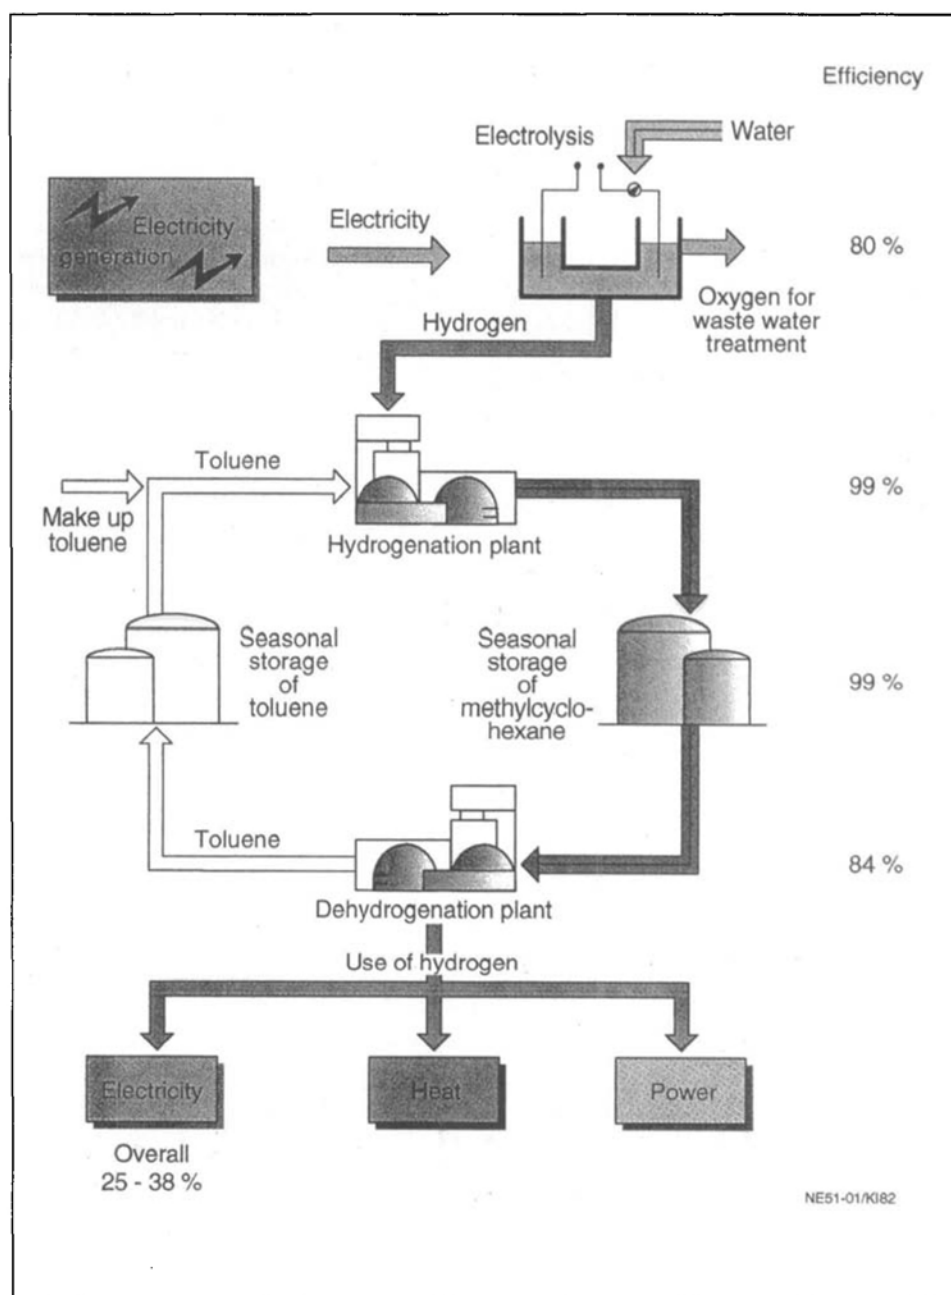 Efficiency
Electrolysis
Water
Electricity
generation
Electricity
80 %
Oxygen for
waste water
treatment
Hydrogen
Toluene
99 %
Make up
toluene
Hydrogenation plant
Seasonal
storage
of
toluene
Seasonal
storage
of
methylcyclo-
hexane
99 %
Toluene
84 %
Dehydrogenation plant
Use of hydrogen
Electricity
Heat
Power
Overall
25 - 38 %
NE51-01/KI82